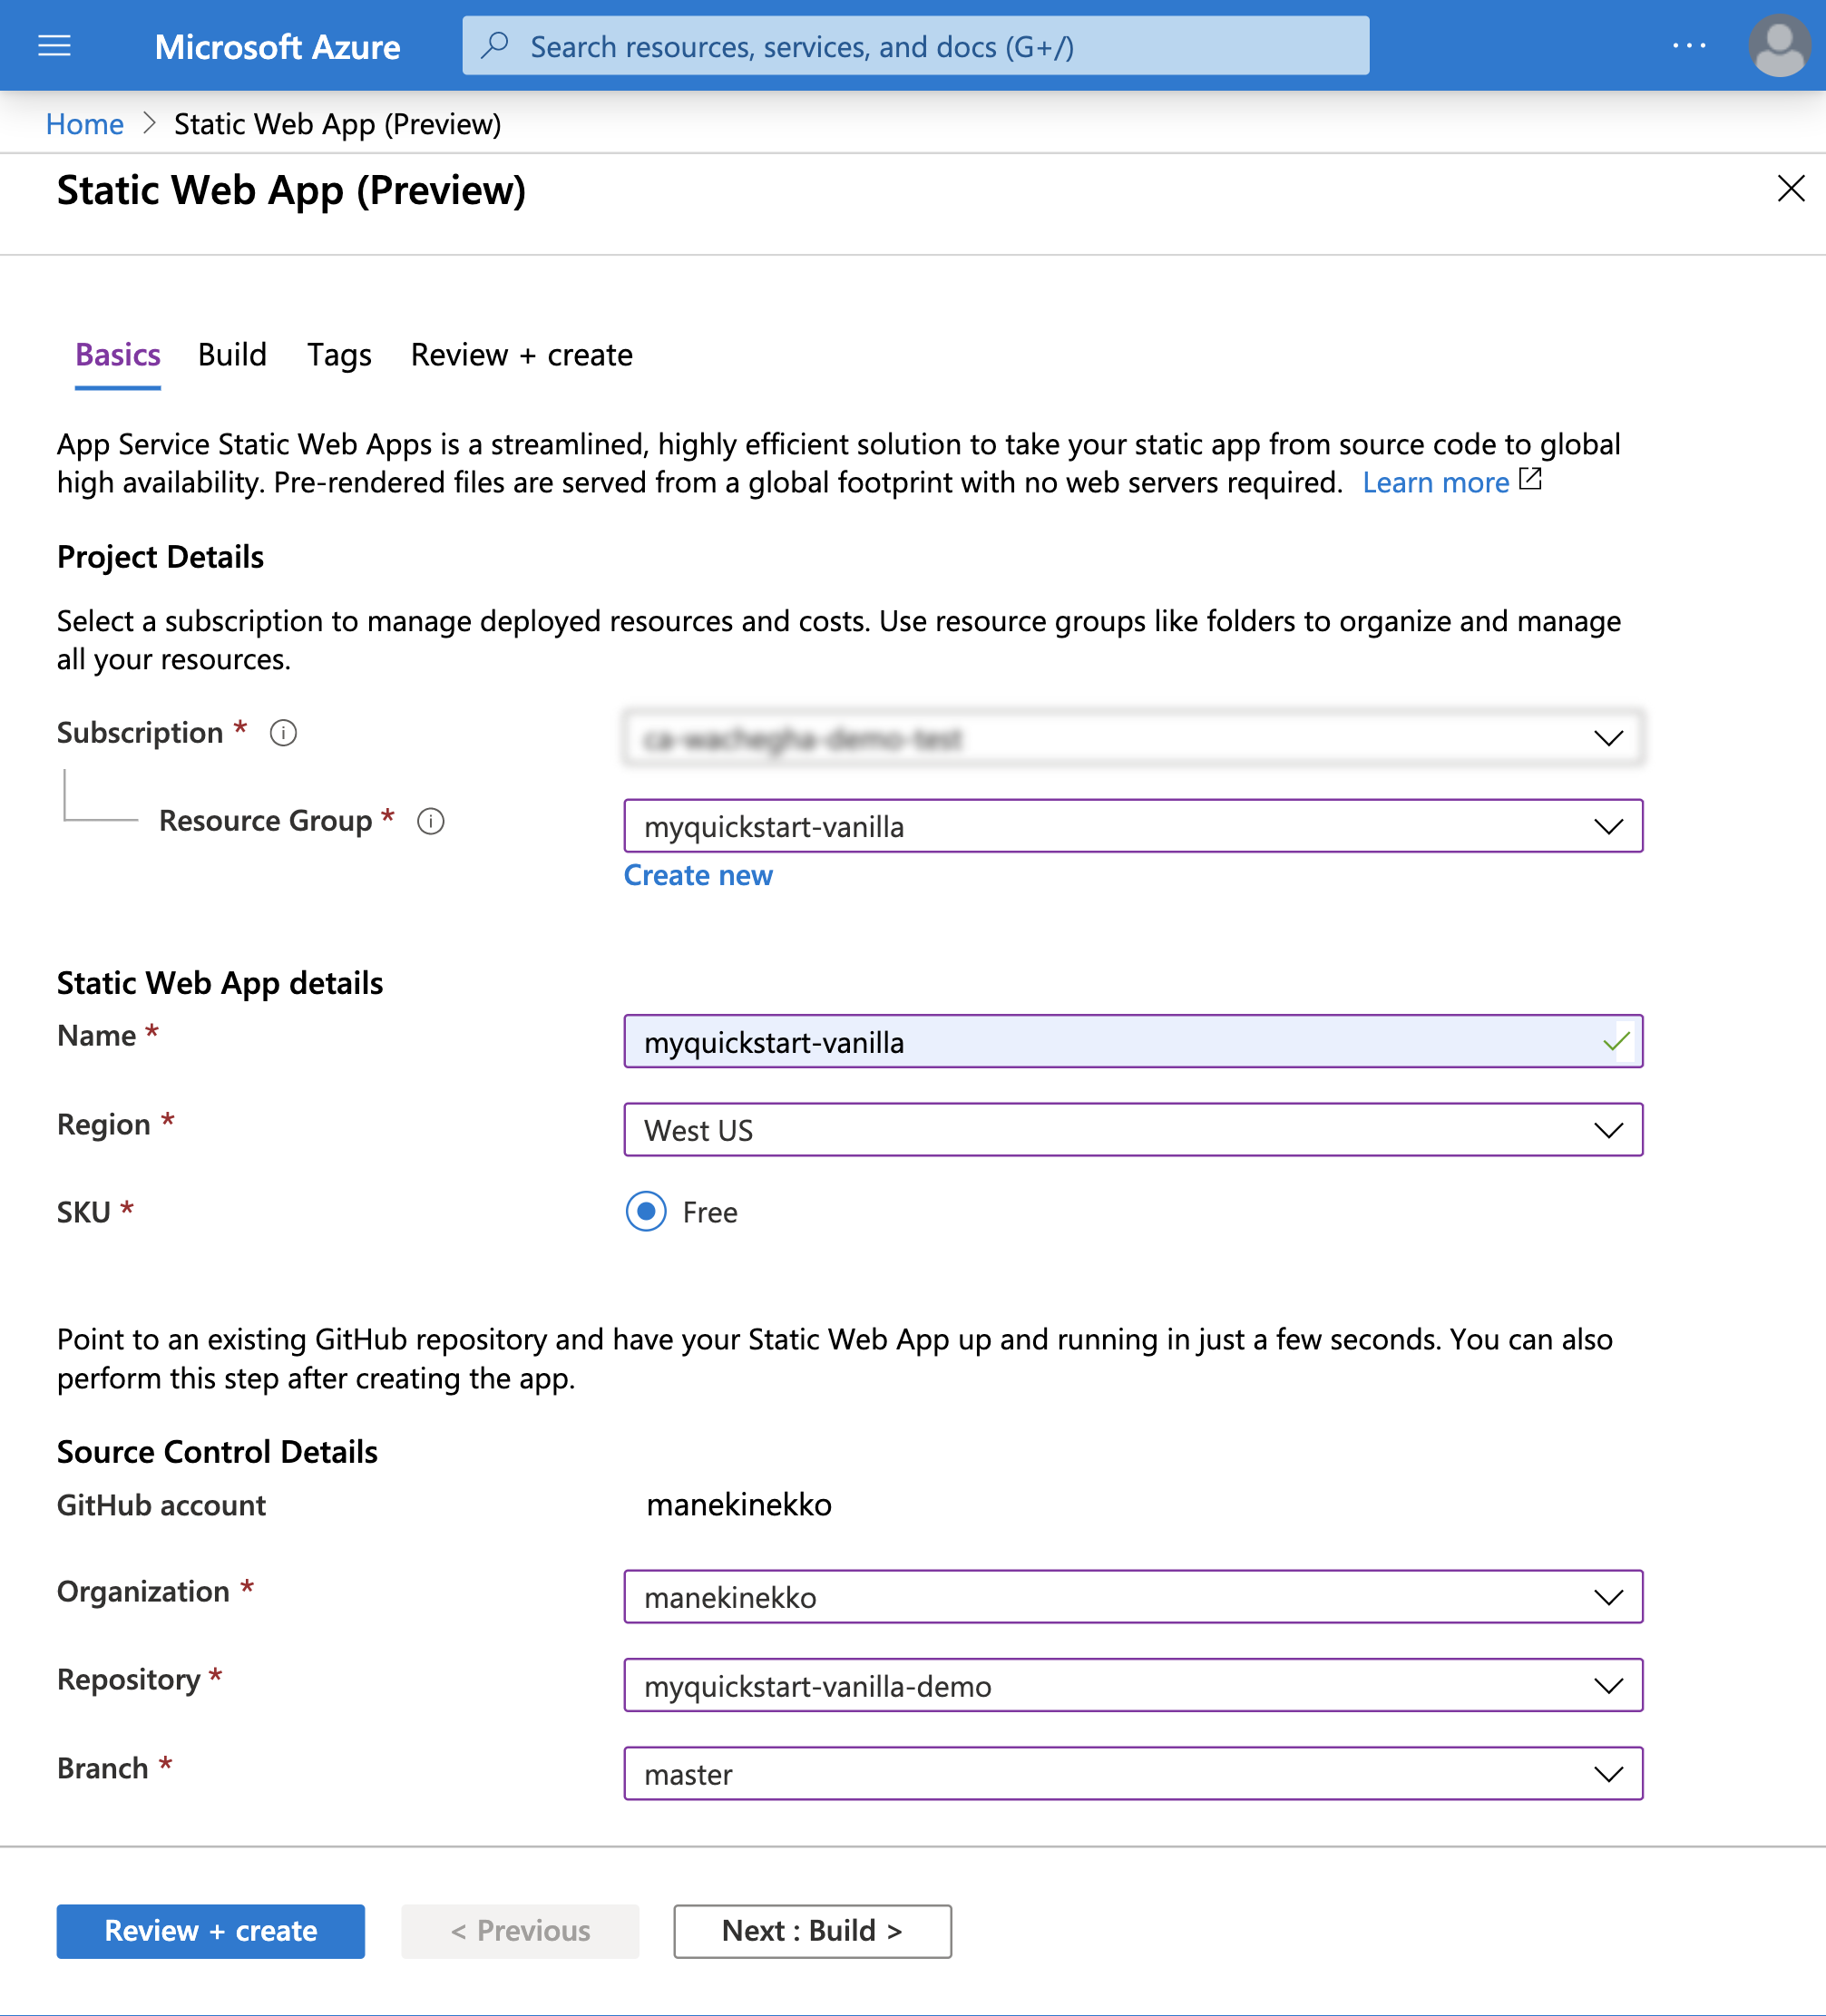 Microsoft Azure
Search resources, services, and docs (G+/)
Home > Static Web App (Preview)
Static Web App (Preview)
Basics Build Tags Review + create
App Service Static Web Apps is a streamlined, highly efficient solution to take your static app from source code to global
high availability. Pre-rendered files are served from a global footprint with no web servers required. Learn more
Project Details
Select a subscription to manage deployed resources and costs. Use resource groups like folders to organize and manage
all your resources.
Subscription *
Resource Group * myquickstart-vanilla
Create new
Static Web App details
Name * myquickstart-vanilla
Region * West US
SKU * Free
Point to an existing GitHub repository and have your Static Web App up and running in just a few seconds. You can also
perform this step after creating the app.
Source Control Details
GitHub account manekinekko
Organization * manekinekko
Repository * myquickstart-vanilla-demo
Branch * master
Review + create < Previous Next : Build >